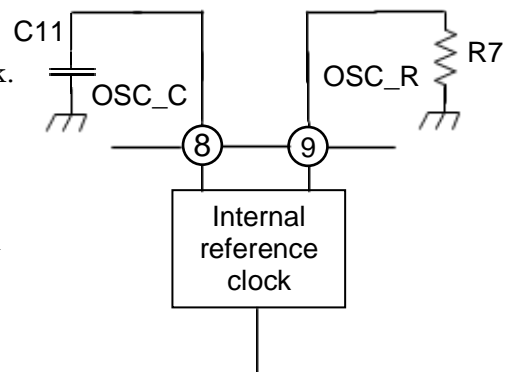 C11
k.
OSC_C
OSC_R
R7
8
9
Internal
reference
clock